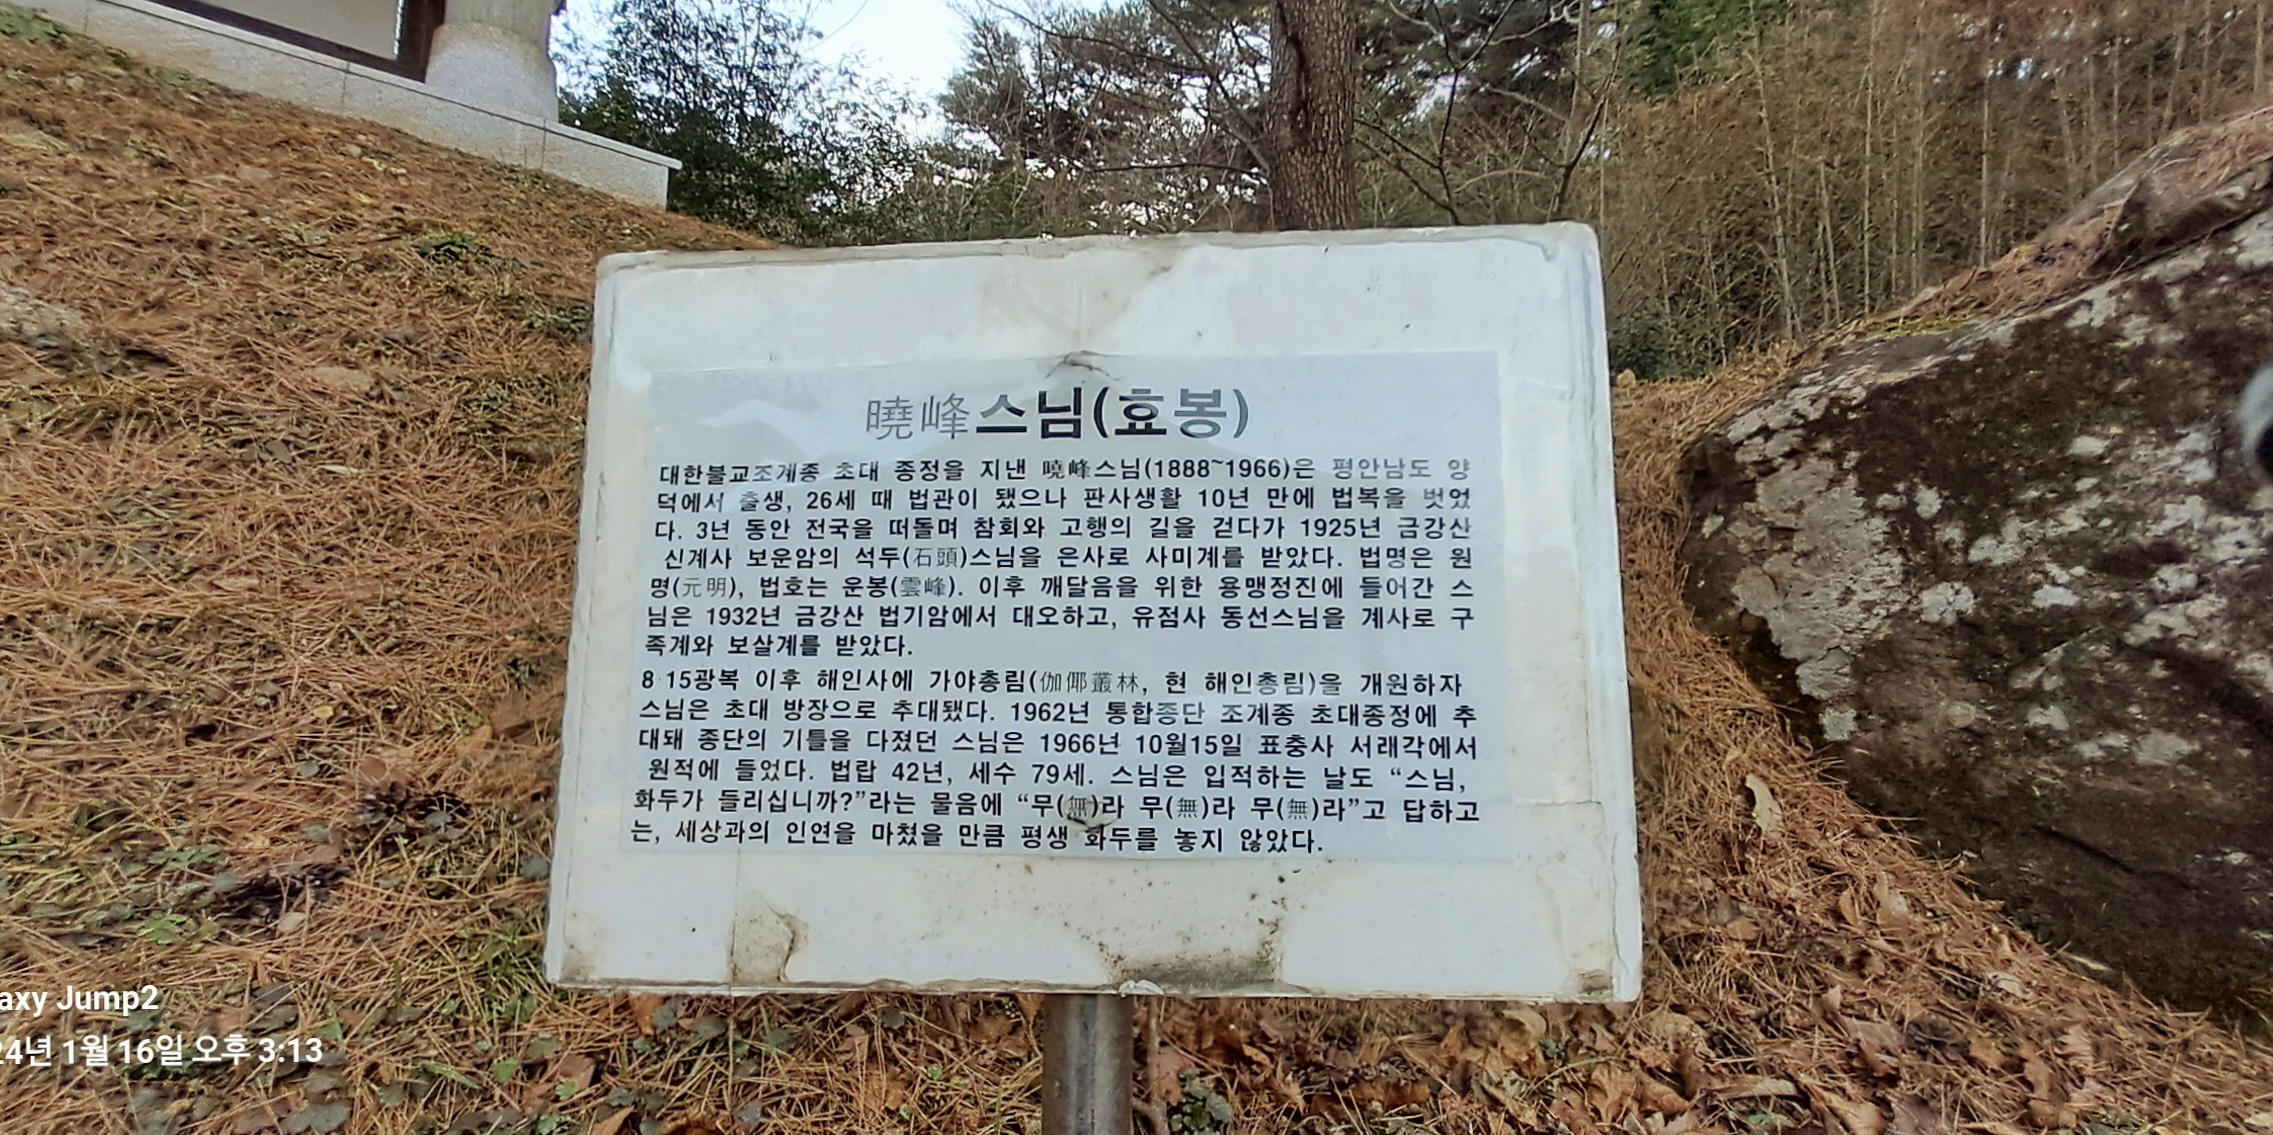 曉峰스님(효봉)
대한불교조계종 초대 종정을 지낸 曉峰스님(1888~1966)은 평안남도 양
덕에서 출생, 26세 때 법관이 됐으나 판사생활 10년 만에 법복을 벗었
다. 3년 동안 전국을 떠돌며 참회와 고행의 길을 걷다가 1925년 금강산
신계사 보운암의 석두(石頭)스님을 은사로 사미계를 받았다. 법명은 원
명(元明), 법호는 운봉(雲峰). 이후 깨달음을 위한 용맹정진에 들어간 스
님은 1932년 금강산 법기암에서 대오하고, 유점사 동선스님을 계사로 구
족계와 보살계를 받았다.
8·15광복 이후 해인사에 가야총림(伽倻叢林, 현 해인총림)을 개원하자
스님은 초대 방장으로 추대됐다. 1962년 통합종단 조계종 초대종정에 추
대돼 종단의 기틀을 다졌던 스님은 1966년 10월15일 표충사 서래각에서
원적에 들었다. 법랍 42년, 세수 79세. 스님은 입적하는 날도 “스님,
화두가 들리십니까?”라는 물음에 “무(無)라 무(無)라 무(無)라”고 답하고
는, 세상과의 인연을 마쳤을 만큼 평생 화두를 놓지 않았다.
axy Jump2
24년 1월 16일 오후 3:13